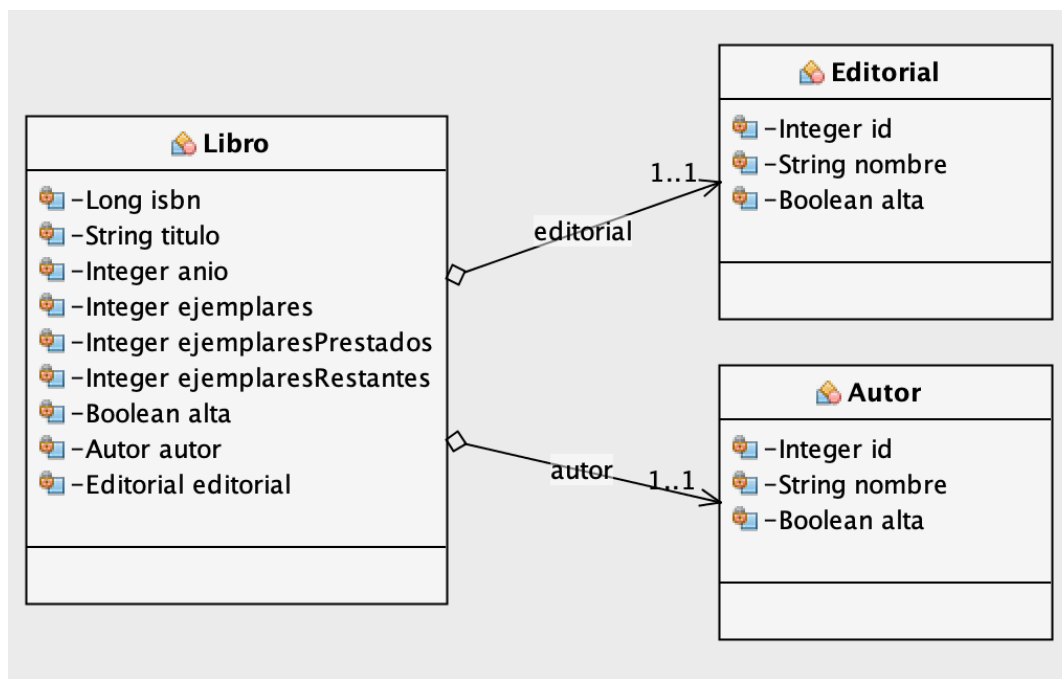 Libro
-Long isbn
-String titulo
-Integer anio
-Integer ejemplares
-Integer ejemplaresPrestados
-Integer ejemplaresRestantes
-Boolean alta
-Autor autor
-Editorial editorial
editorial
1..1
autor
1..1
Editorial
-Integer id
-String nombre
-Boolean alta
Autor
-Integer id
-String nombre
-Boolean alta